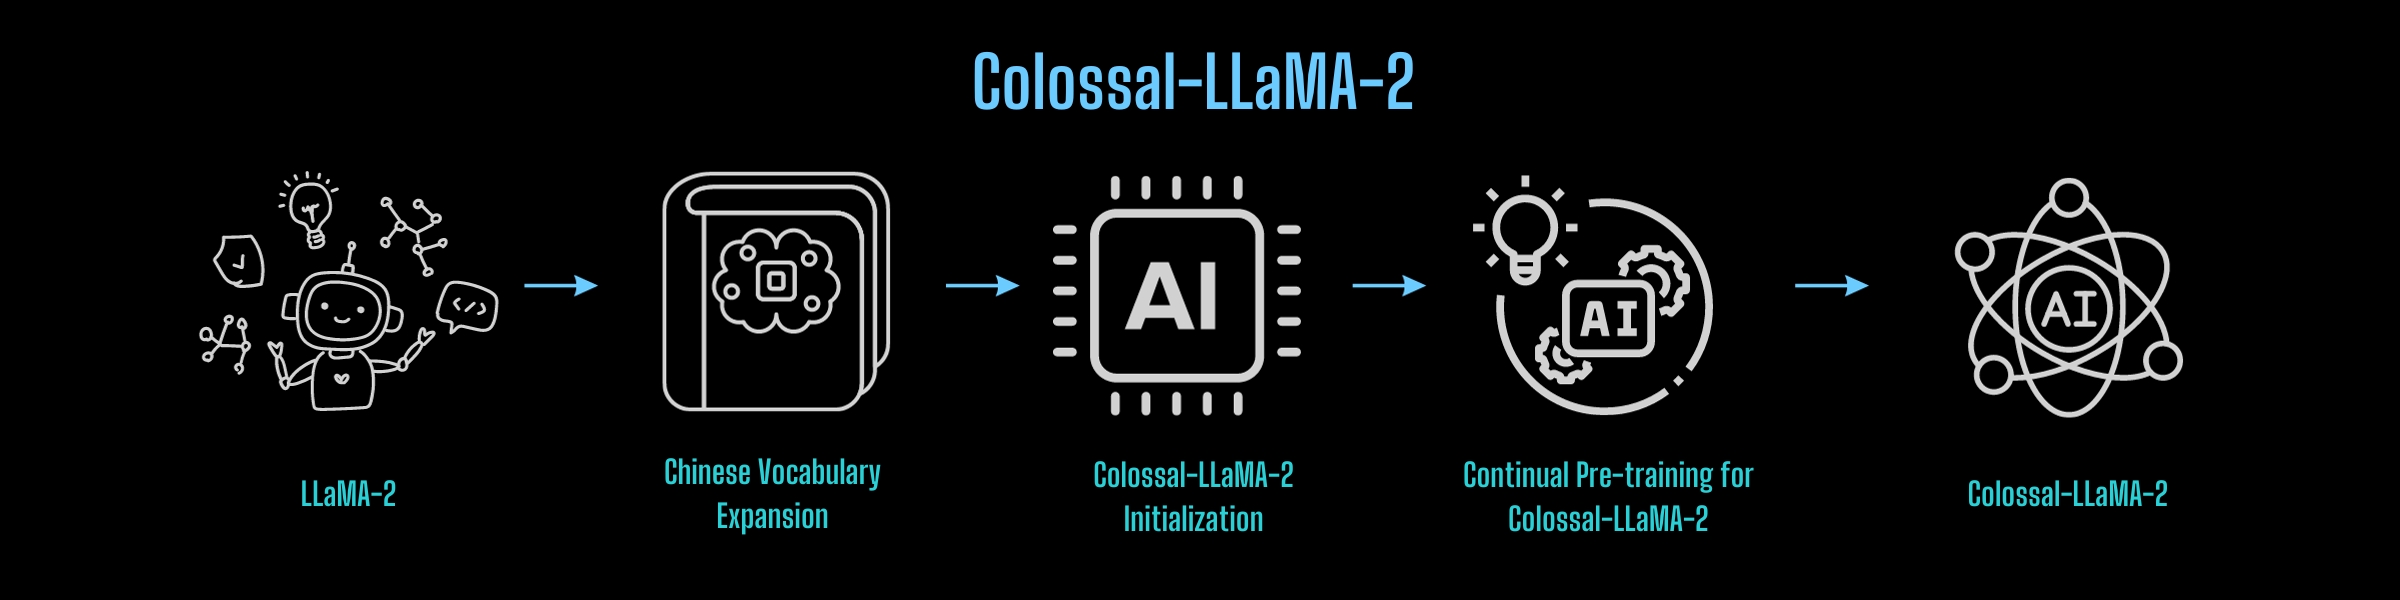 Colossal-LLaMA-2
AI
AI
AI
LLaMA-2
Chinese Vocabulary
Expansion
Colossal-LLaMA-2
Initialization
Continual Pre-training for
Colossal-LLaMA-2
Colossal-LLaMA-2